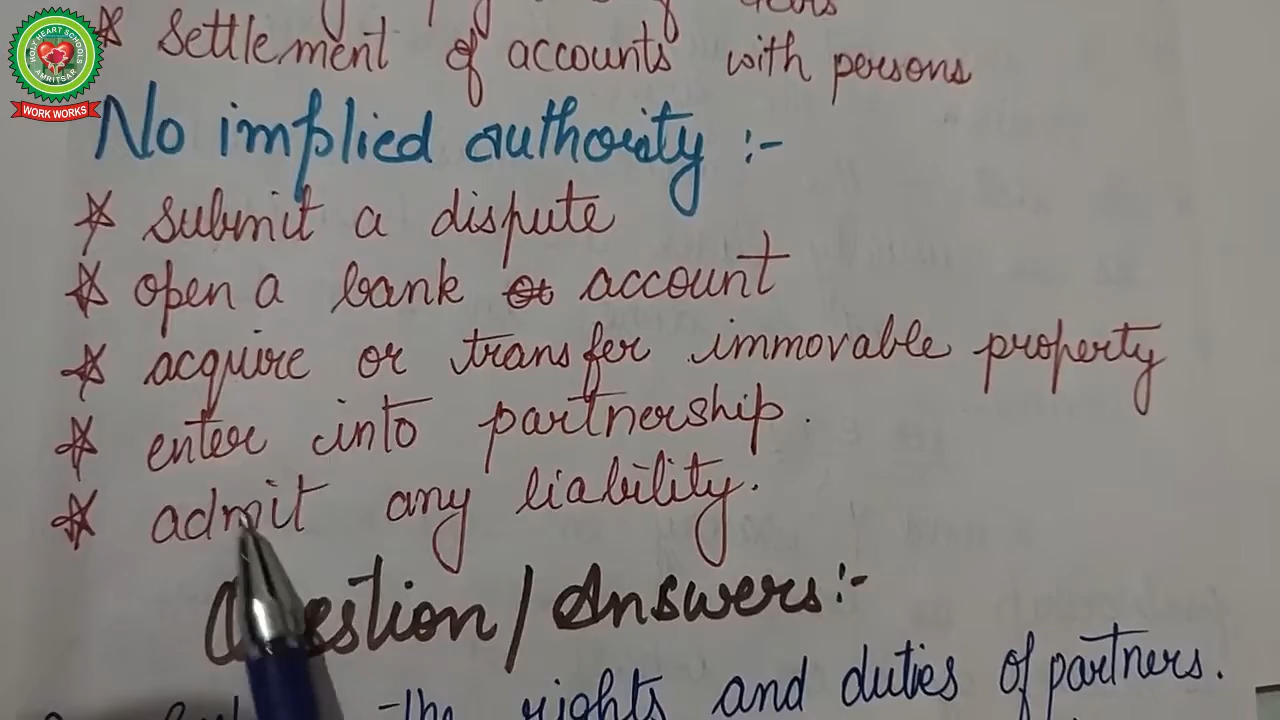 * Settlement of accounts with persons
No implied authority :-
* submit a dispute
* open a bank account
* acquire or transfer immovable property
* enter into partnership.
* admit any liability.
Question/Answers:-
the rights and duties of partners.
HOLY HEART SCHOOLS
AMRITSAR
WORK WORKS